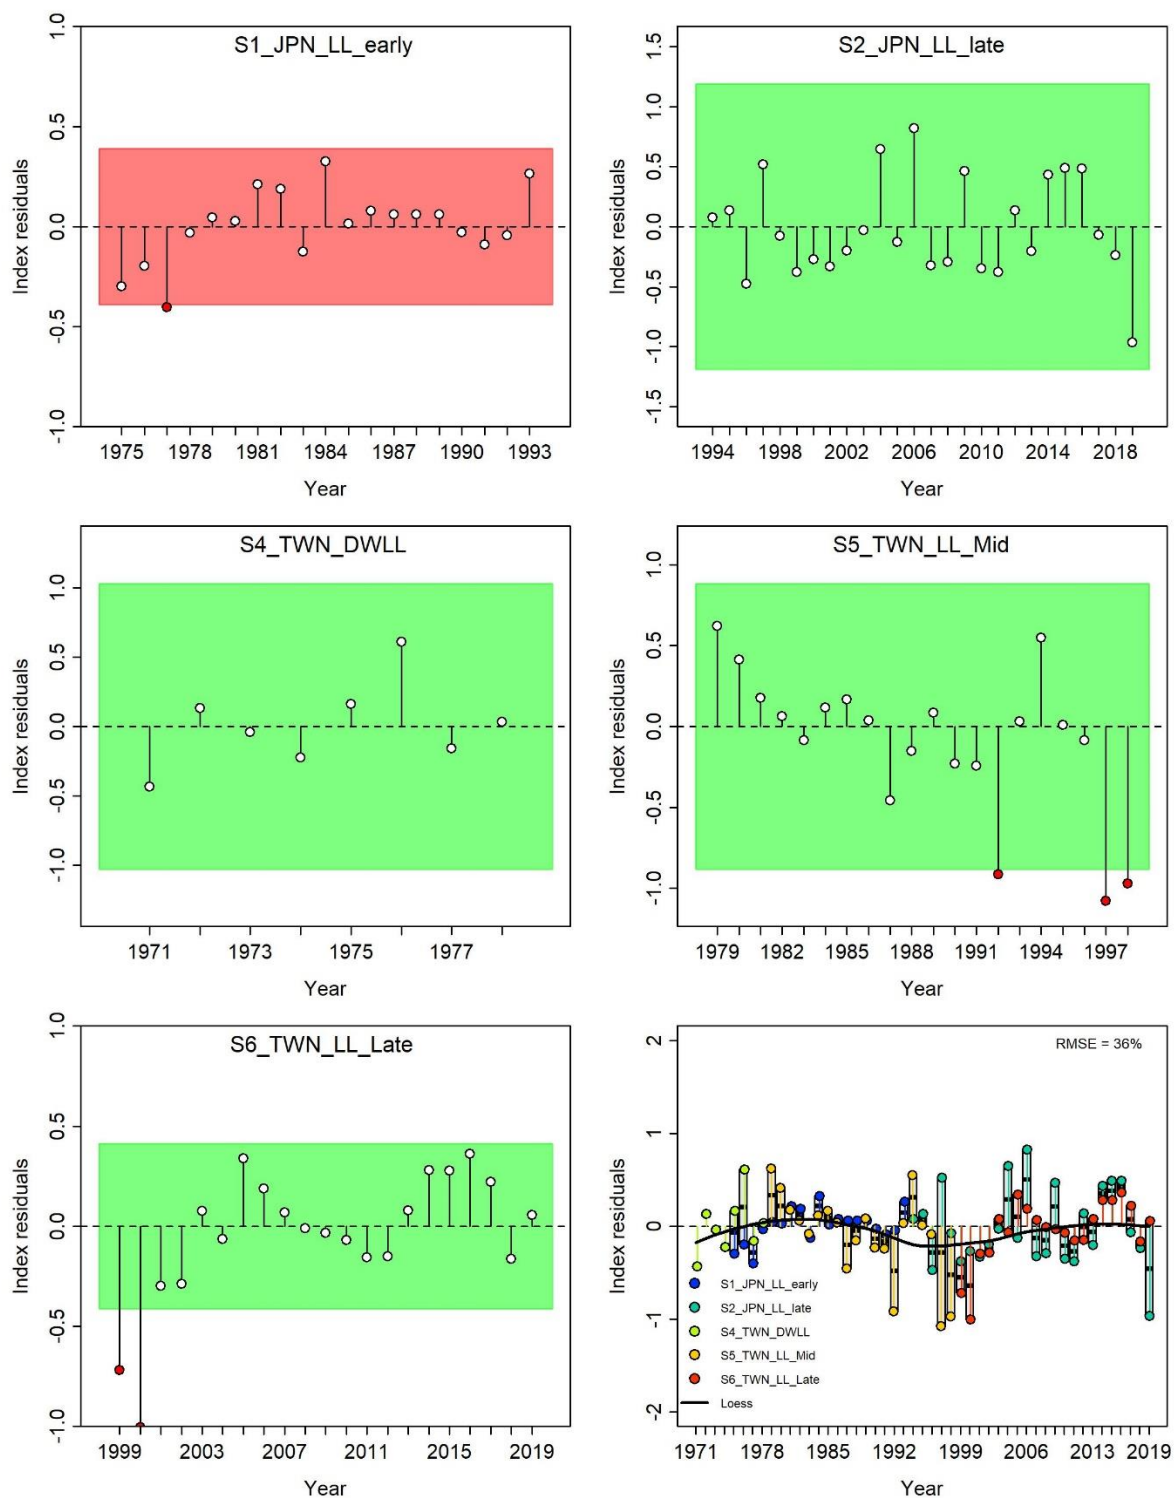 S1_JPN_LL_early
Index residuals
1.0
0.5
0.0
-0.5
-1.0
1975 1978 1981 1984 1987 1990 1993
Year
S2_JPN_LL_late
Index residuals
1.5
1.0
0.5
0.0
-0.5
-1.0
-1.5
1994 1998 2002 2006 2010 2014 2018
Year
S4_TWN_DWLL
Index residuals
1.0
0.5
0.0
-0.5
-1.0
1971 1973 1975 1977
Year
S5_TWN_LL_Mid
Index residuals
1.0
0.5
0.0
-0.5
-1.0
1979 1982 1985 1988 1991 1994 1997
Year
S6_TWN_LL_Late
Index residuals
1.0
0.5
0.0
-0.5
-1.0
1999 2003 2007 2011 2015 2019
Year
RMSE = 36%
Index residuals
2
1
0
-1
-2
S1_JPN_LL_early
S2_JPN_LL_late
S4_TWN_DWLL
S5_TWN_LL_Mid
S6_TWN_LL_Late
Loess
1971 1978 1985 1992 1999 2006 2013 2019
Year